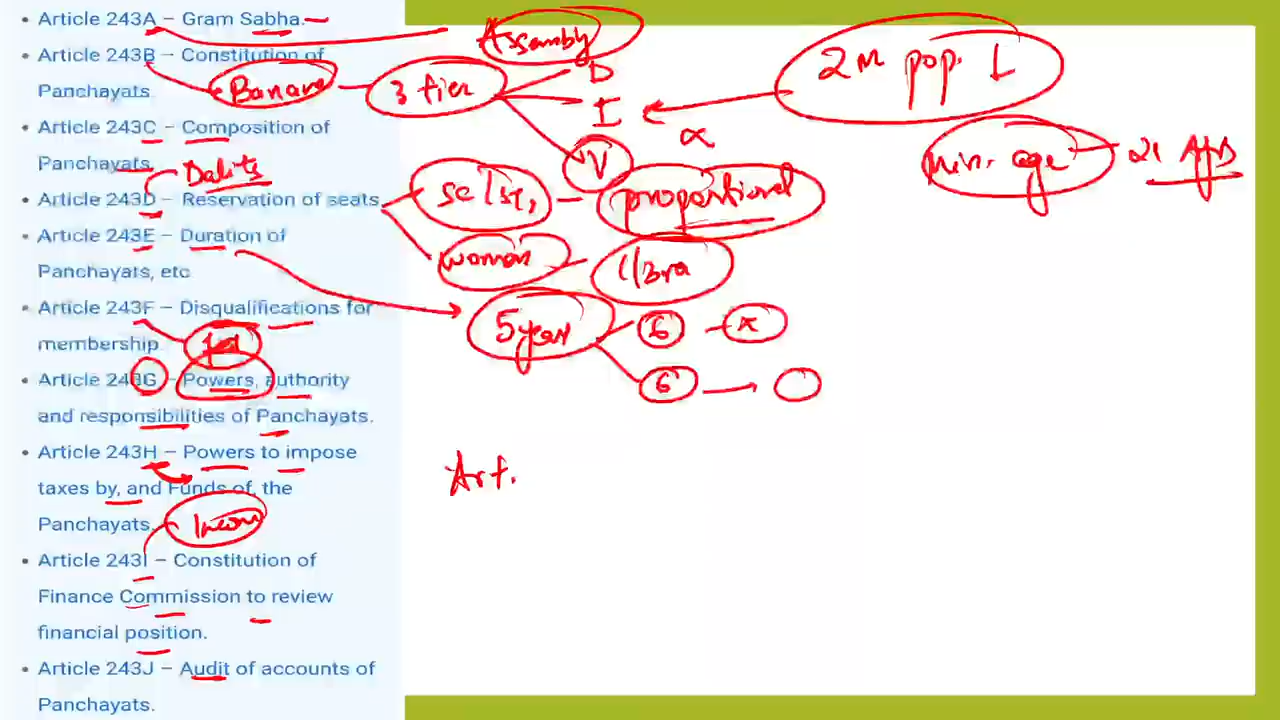 • Article 243A – Gram Sabha.
• Article 243B – Constitution of
Panchayats.
• Article 243C – Composition of
Panchayats.
• Article 243D – Reservation of seats
• Article 243E – Duration of
Panchayats, etc
• Article 243F – Disqualifications for
membership.
• Article 243G – Powers, authority
and responsibilities of Panchayats.
• Article 243H – Powers to impose
taxes by, and Funds of, the
Panchayats.
• Article 243I – Constitution of
Finance Commission to review
financial position.
• Article 243J – Audit of accounts of
Panchayats.
Assembly
3 tier
D
I
V
2M pop. ↓
min. age
21
Dalits
SC/ST,
proportional
women
1/3rd
5 year
6
6
Art.